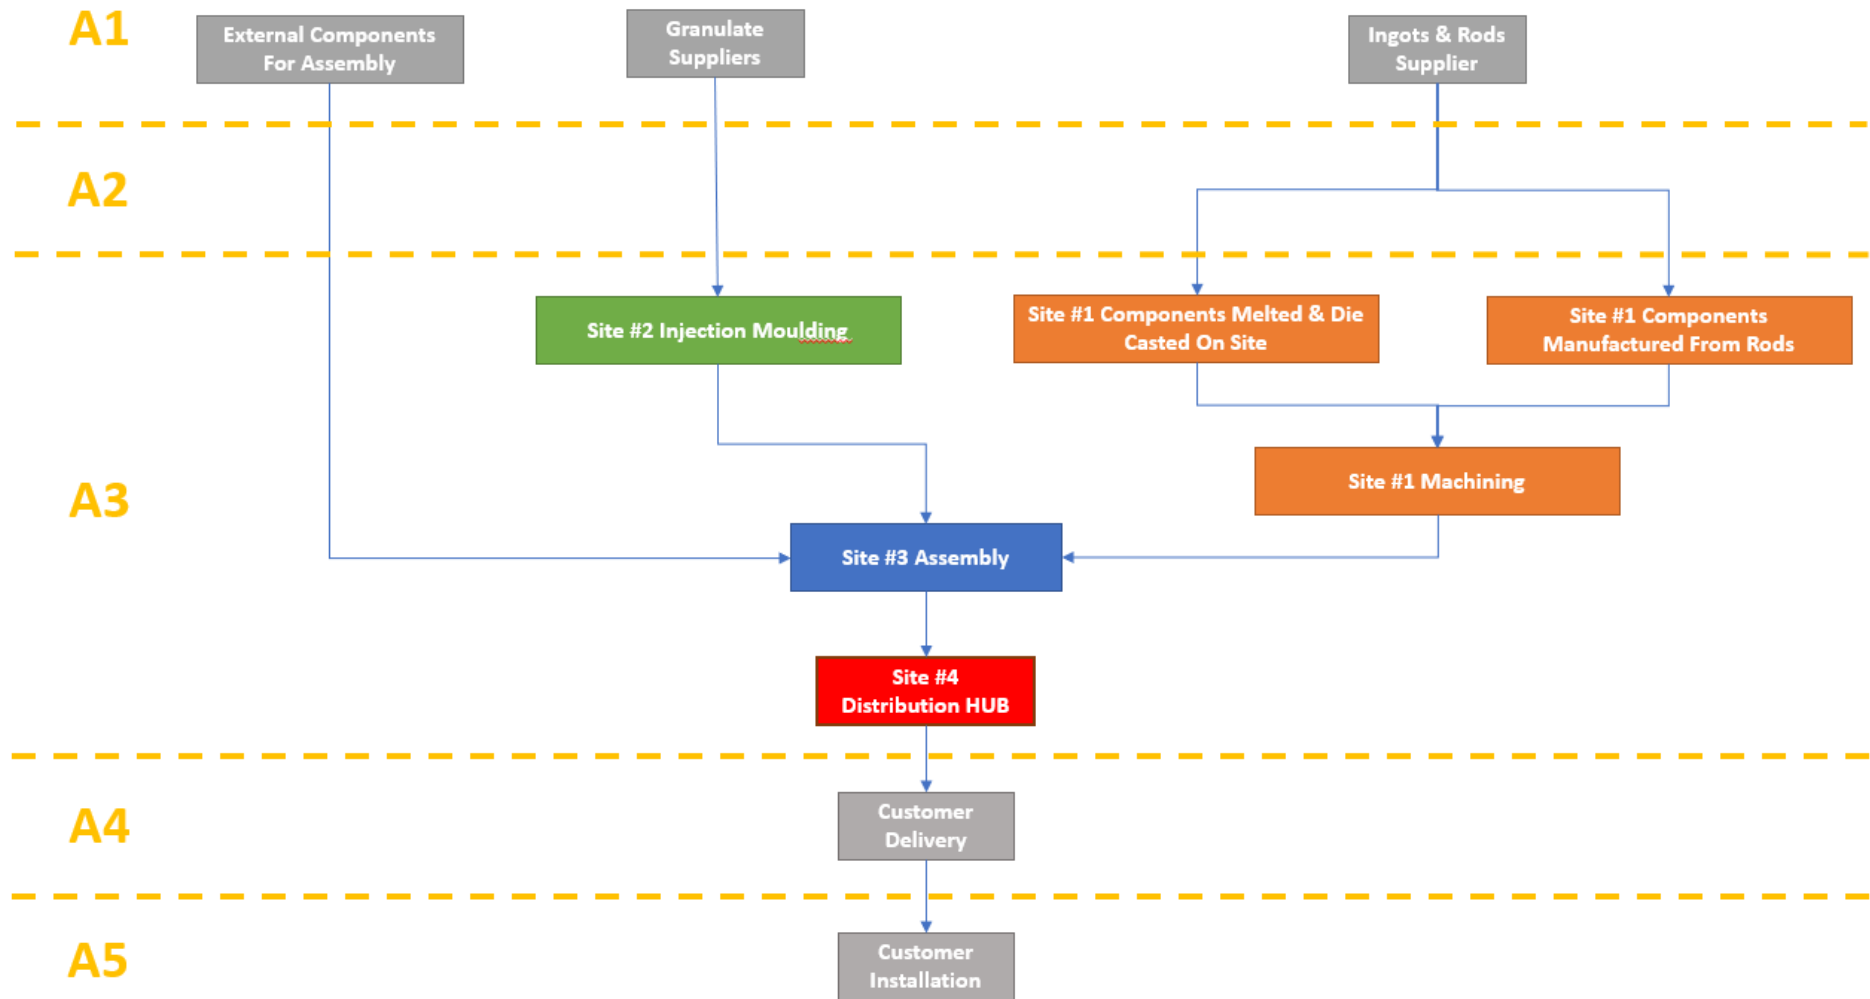 A1
External Components
For Assembly
Granulate
Suppliers
Ingots & Rods
Supplier
A2
Site #2 Injection Moulding
Site #1 Components Melted & Die
Casted On Site
Site #1 Components
Manufactured From Rods
A3
Site #1 Machining
Site #3 Assembly
Site #4
Distribution HUB
A4
Customer
Delivery
A5
Customer
Installation